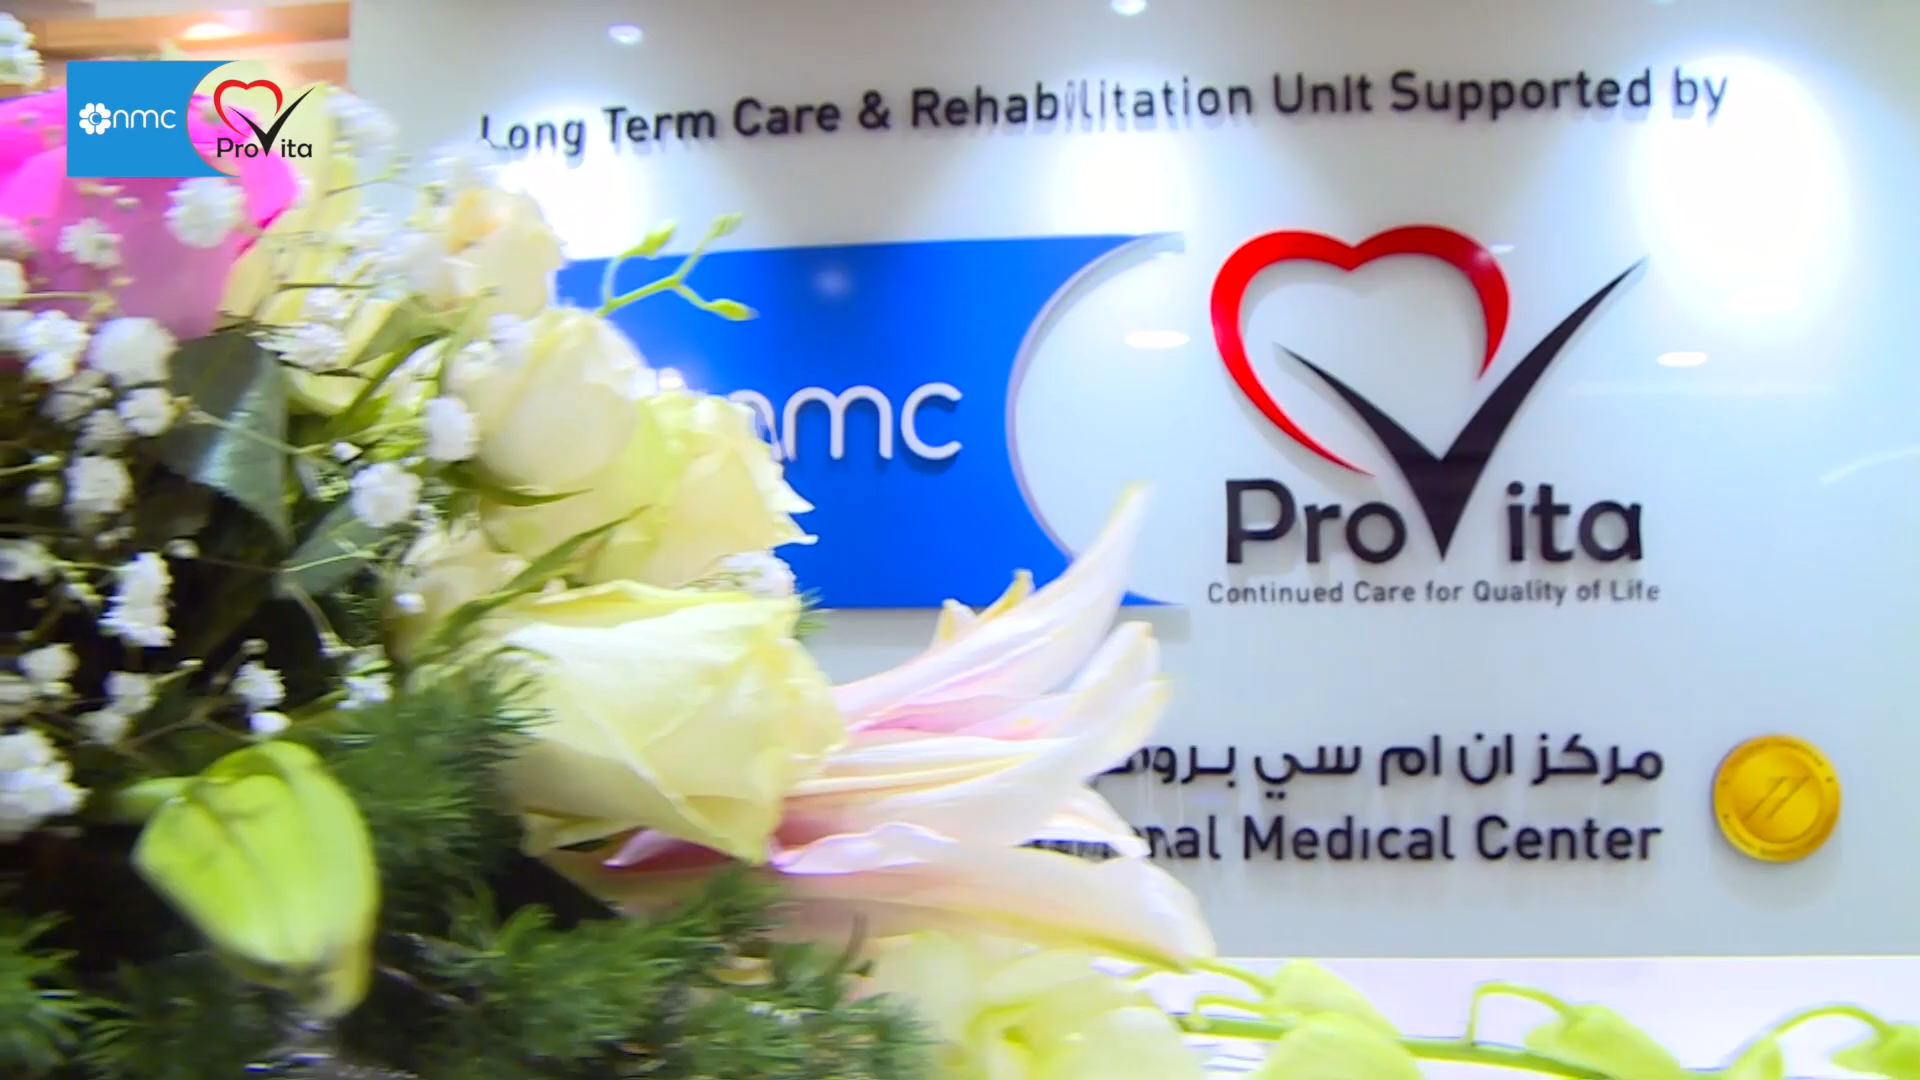 nmc
ProVita
Long Term Care & Rehabilitation Unit Supported by
nmc
ProVita
Continued Care for Quality of Life
مركز ان ام سي
Medical Center